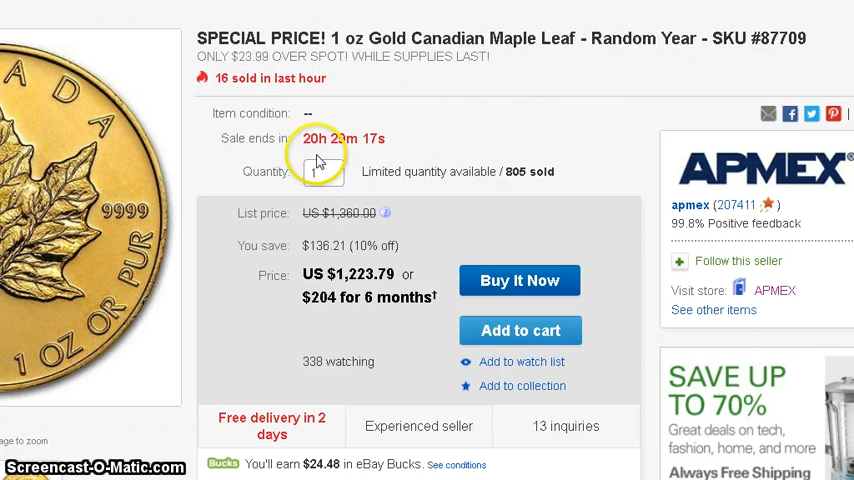 SPECIAL PRICE! 1 oz Gold Canadian Maple Leaf - Random Year - SKU #87709
ONLY $23.99 OVER SPOT! WHILE SUPPLIES LAST!
16 sold in last hour
Item condition: --
Sale ends in: 20h 29m 17s
Quantity: 1 Limited quantity available / 805 sold
List price: US $1,360.00
You save: $136.21 (10% off)
Price: US $1,223.79 or
$204 for 6 months†
Buy It Now
Add to cart
338 watching
Add to watch list
Add to collection
Free delivery in 2
days
Experienced seller
13 inquiries
Bucks You'll earn $24.48 in eBay Bucks. See conditions
APMEX®
apmex (207411 )
99.8% Positive feedback
Follow this seller
Visit store: APMEX
See other items
SAVE UP
TO 70%
Great deals on tech,
fashion, home, and more
Always Free Shipping
ADA
9999
1 OZ OR PUR
age to zoom
Screencast-O-Matic.com